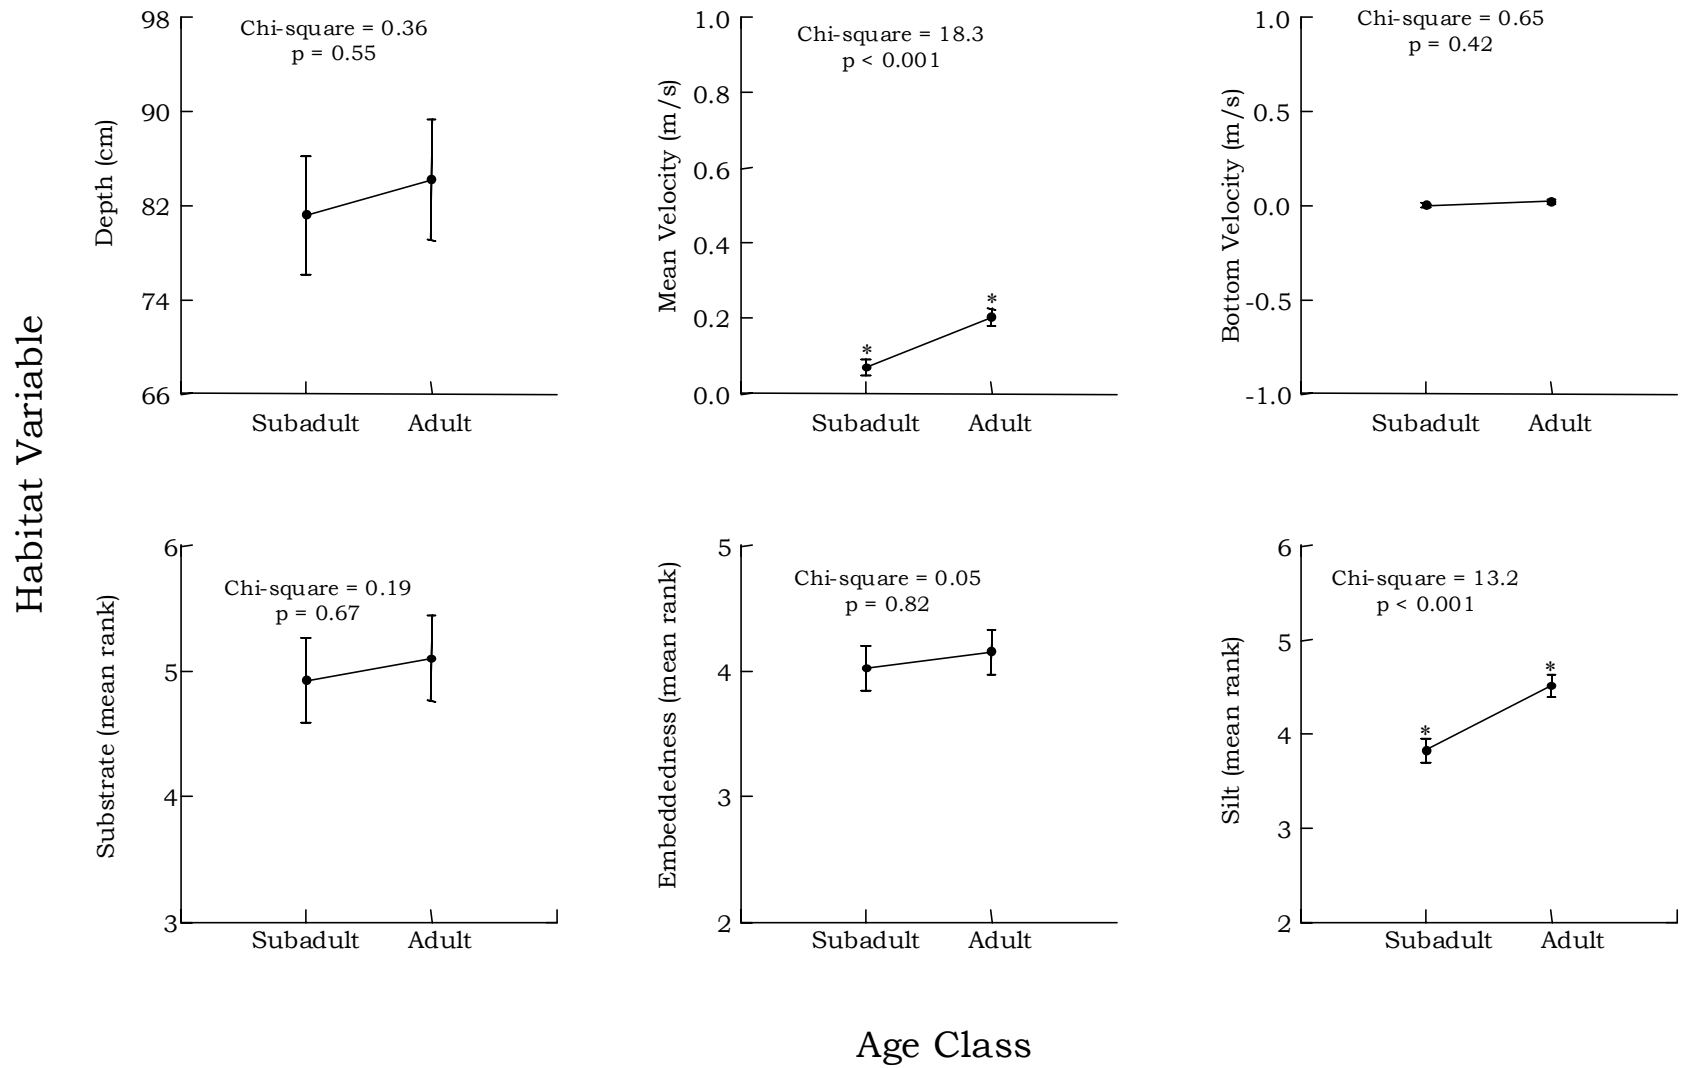 Habitat Variable
98
90
82
74
66
Depth (cm)
Chi-square = 0.36
p = 0.55
Subadult Adult
1.0
0.8
0.6
0.4
0.2
0.0
Mean Velocity (m/s)
Chi-square = 18.3
p < 0.001
*
*
Subadult Adult
1.0
0.5
0.0
-0.5
-1.0
Bottom Velocity (m/s)
Chi-square = 0.65
p = 0.42
Subadult Adult
6
5
4
3
Substrate (mean rank)
Chi-square = 0.19
p = 0.67
Subadult Adult
5
4
3
2
Embeddedness (mean rank)
Chi-square = 0.05
p = 0.82
Subadult Adult
6
5
4
3
2
Silt (mean rank)
Chi-square = 13.2
p < 0.001
*
*
Subadult Adult
Age Class